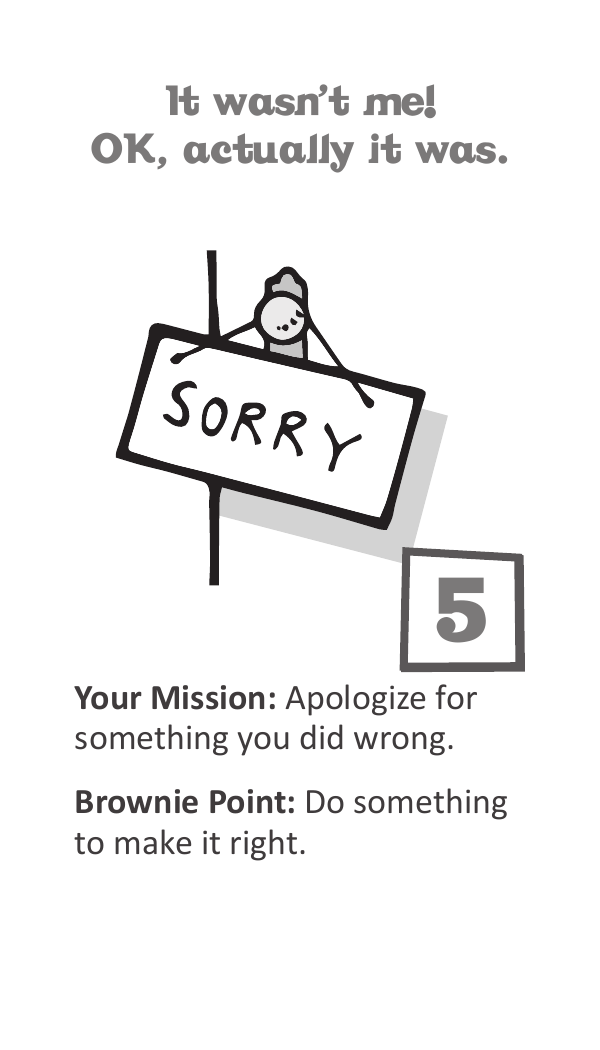 It wasn't me!
OK, actually it was.
SORRY
5
Your Mission: Apologize for
something you did wrong.
Brownie Point: Do something
to make it right.